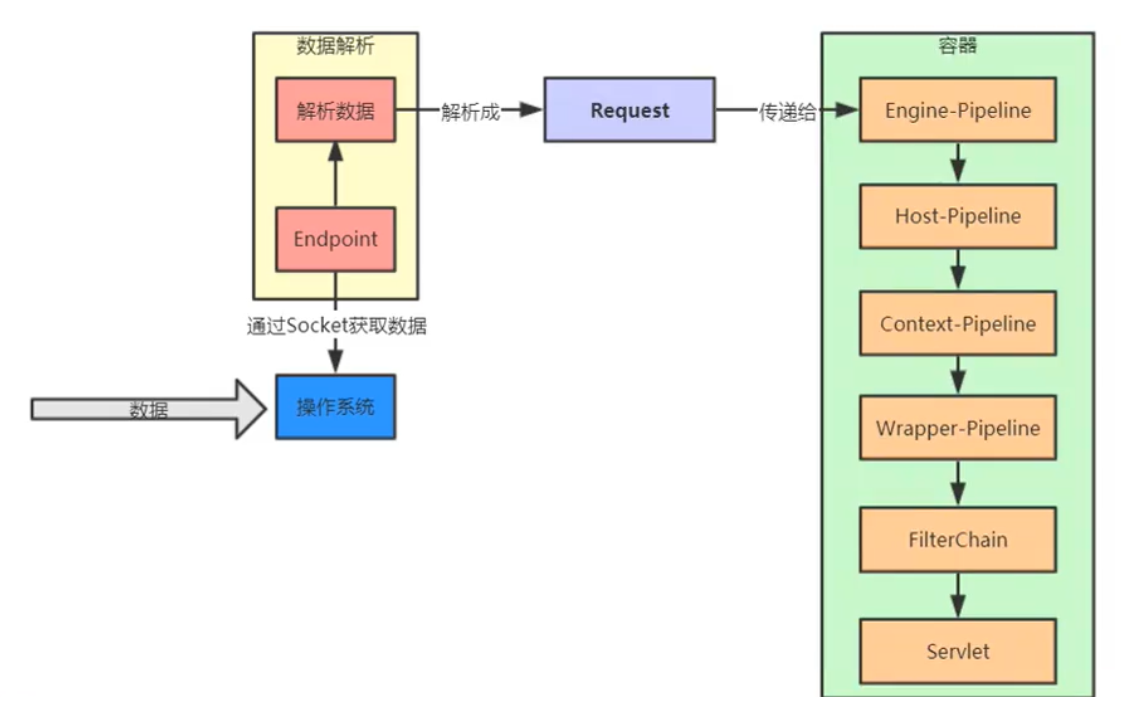 数据解析
容器
解析数据
解析成
Request
传递给
Engine-Pipeline
Host-Pipeline
Endpoint
通过Socket获取数据
Context-Pipeline
数据
操作系统
Wrapper-Pipeline
FilterChain
Servlet